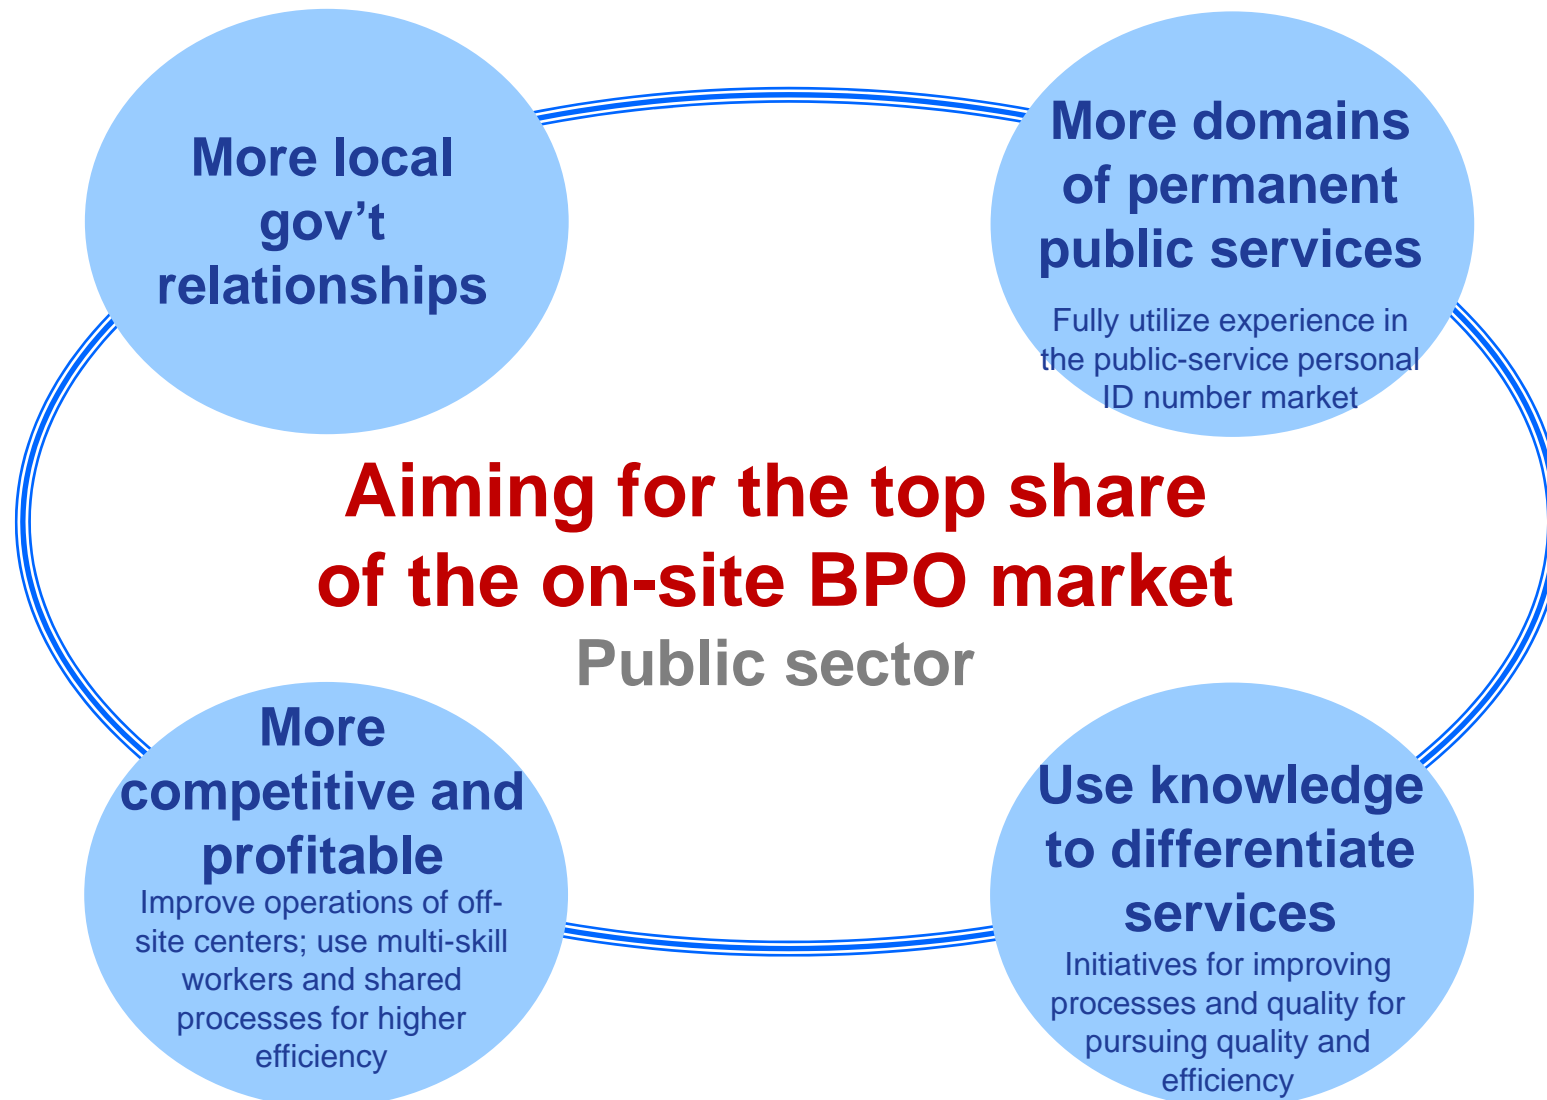 More local
gov’t
relationships
More domains
of permanent
public services
Fully utilize experience in
the public-service personal
ID number market
Aiming for the top share
of the on-site BPO market
Public sector
More
competitive and
profitable
Improve operations of off-
site centers; use multi-skill
workers and shared
processes for higher
efficiency
Use knowledge
to differentiate
services
Initiatives for improving
processes and quality for
pursuing quality and
efficiency